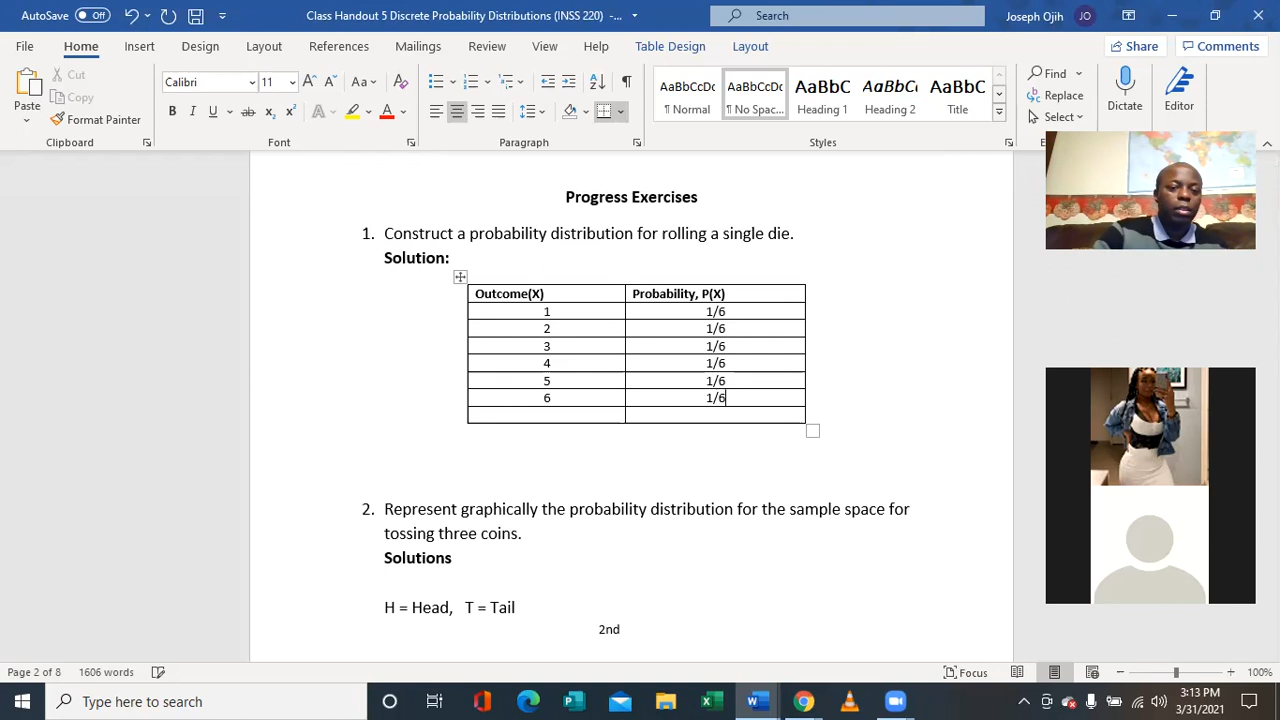 AutoSave Off Class Handout 5 Discrete Probability Distributions (INSS 220) -... Search Joseph Ojih JO
File Home Insert Design Layout References Mailings Review View Help Table Design Layout Share Comments
Paste Cut Copy Format Painter
Calibri 11
AaBbCcDc AaBbCcDc AaBbC AaBbCc AaBbC
¶ Normal ¶ No Spac... Heading 1 Heading 2 Title
Find Replace Select
Dictate Editor
Clipboard Font Paragraph Styles
Progress Exercises
1. Construct a probability distribution for rolling a single die.
Solution:
Outcome(X) Probability, P(X)
1 1/6
2 1/6
3 1/6
4 1/6
5 1/6
6 1/6
2. Represent graphically the probability distribution for the sample space for
tossing three coins.
Solutions
H = Head, T = Tail
2nd
Page 2 of 8 1606 words Focus 100%
Type here to search
3:13 PM
3/31/2021